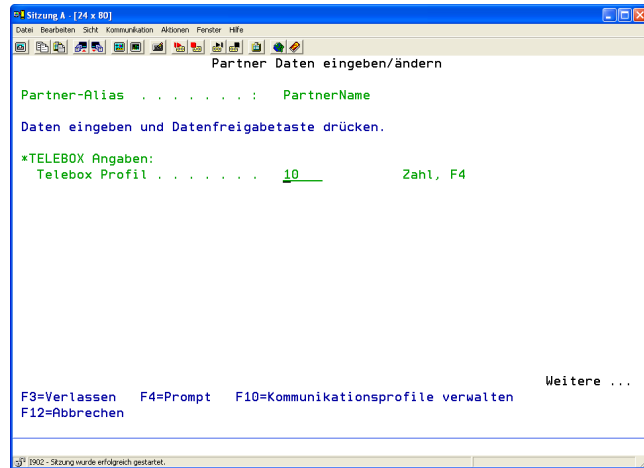 Sitzung A - [24 x 80]
Datei Bearbeiten Sicht Kommunikation Aktionen Fenster Hilfe
Partner Daten eingeben/ändern
Partner-Alias . . . . . . . : PartnerName
Daten eingeben und Datenfreigabetaste drücken.
*TELEBOX Angaben:
Telebox Profil . . . . . . . 10 Zahl, F4
Weitere ...
F3=Verlassen F4=Prompt F10=Kommunikationsprofile verwalten
F12=Abbrechen
I902 - Sitzung wurde erfolgreich gestartet.